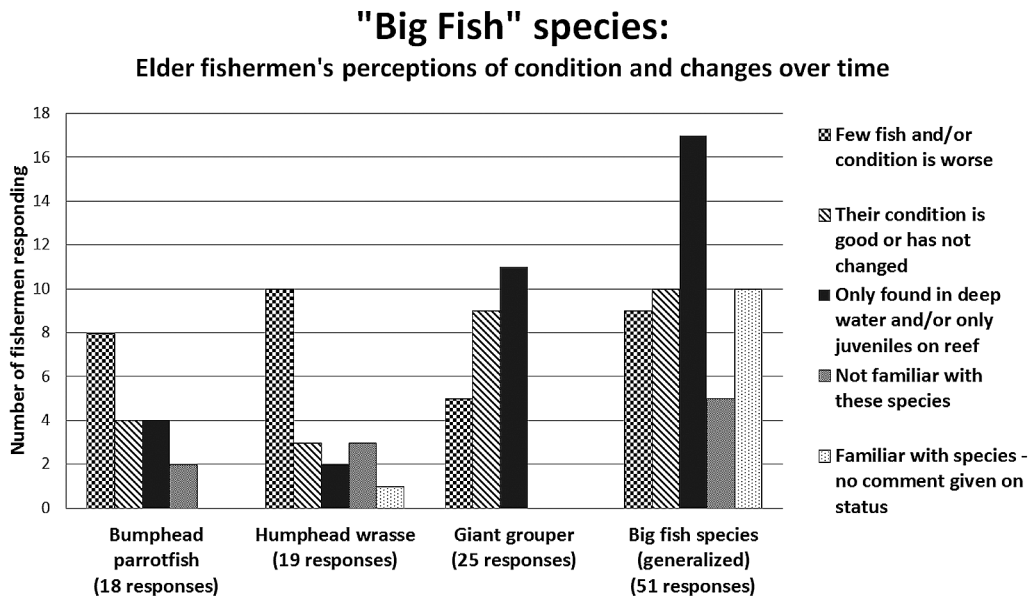 "Big Fish" species:
Elder fishermen's perceptions of condition and changes over time
Number of fishermen responding
18
16
14
12
10
8
6
4
2
0
Bumphead
parrotfish
(18 responses)
Humphead wrasse
(19 responses)
Giant grouper
(25 responses)
Big fish species
(generalized)
(51 responses)
Few fish and/or
condition is worse
Their condition is
good or has not
changed
Only found in deep
water and/or only
juveniles on reef
Not familiar with
these species
Familiar with species -
no comment given on
status